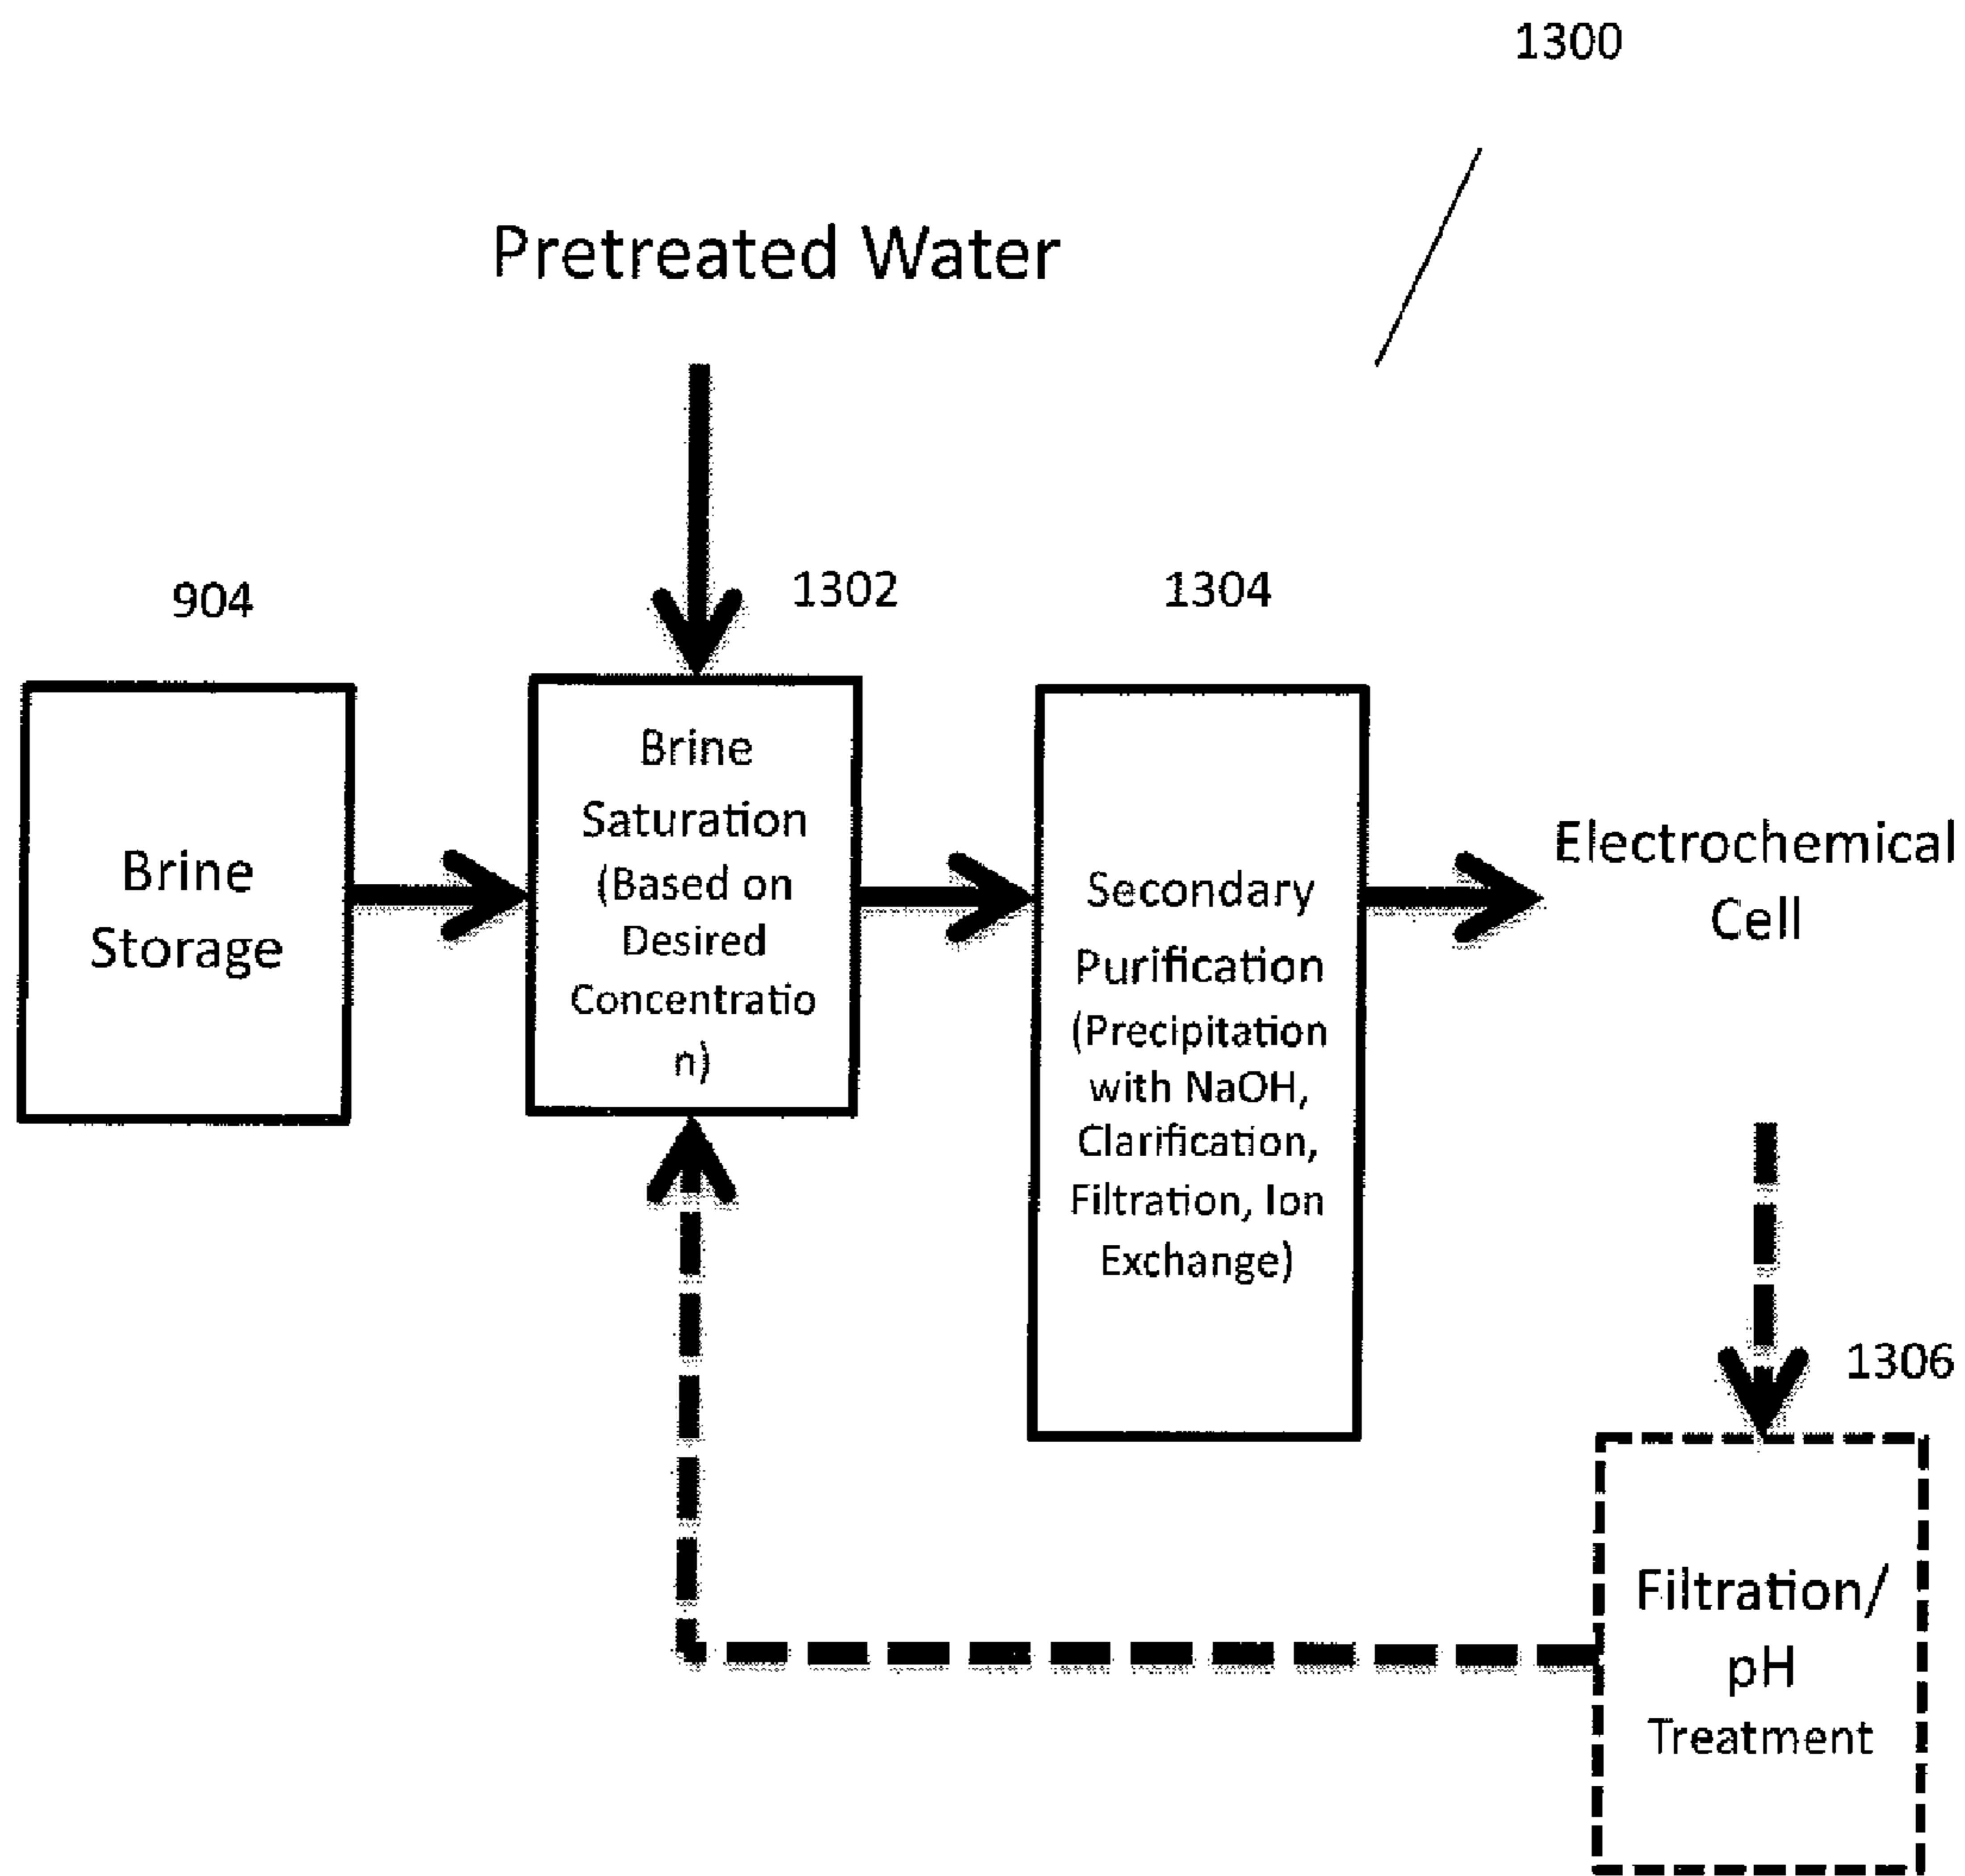 1300
Pretreated Water
904
1302
1304
Brine
Storage
Brine
Saturation
(Based on
Desired
Concentratio
n)
Secondary
Purification
(Precipitation
with NaOH,
Clarification,
Filtration, Ion
Exchange)
Electrochemical
Cell
1306
Filtration/
pH
Treatment